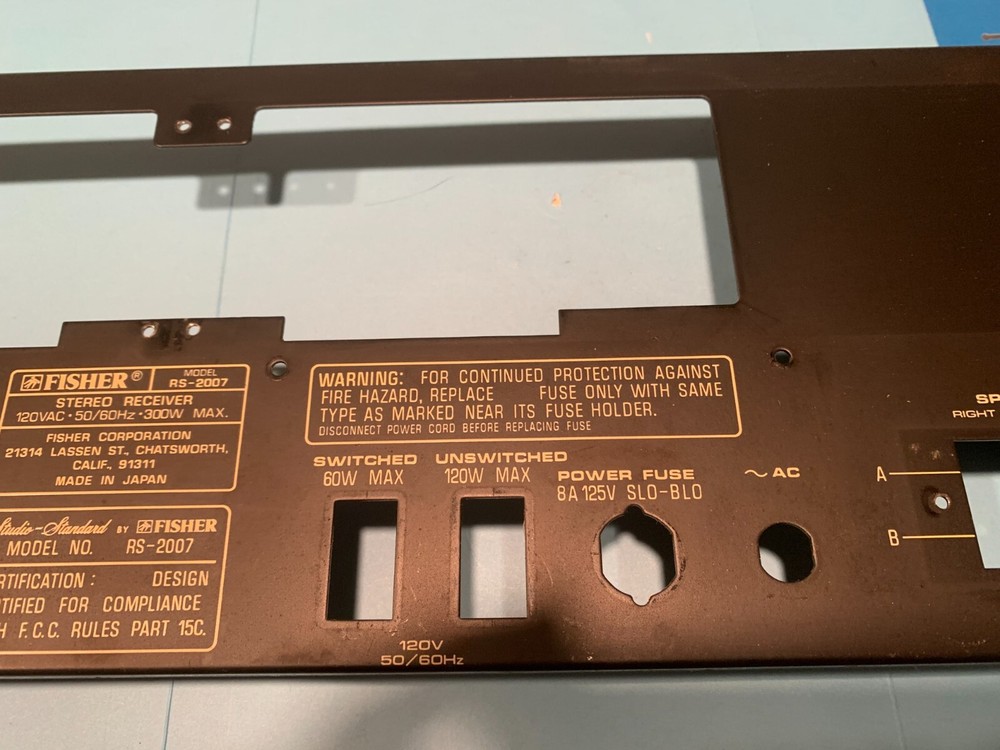 FISHER®
MODEL
RS-2007
STEREO RECEIVER
120VAC • 50/60Hz • 300W MAX.
FISHER CORPORATION
21314 LASSEN ST., CHATSWORTH,
CALIF., 91311
MADE IN JAPAN
Studio-Standard BY FISHER
MODEL NO. RS-2007
RTIFICATION : DESIGN
TIFIED FOR COMPLIANCE
H F.C.C. RULES PART 15C.
WARNING: FOR CONTINUED PROTECTION AGAINST
FIRE HAZARD, REPLACE FUSE ONLY WITH SAME
TYPE AS MARKED NEAR ITS FUSE HOLDER.
DISCONNECT POWER CORD BEFORE REPLACING FUSE
SWITCHED
60W MAX
UNSWITCHED
120W MAX
120V
50/60Hz
POWER FUSE
8A 125V SLO-BLO
~ AC
SP
RIGHT
A
B